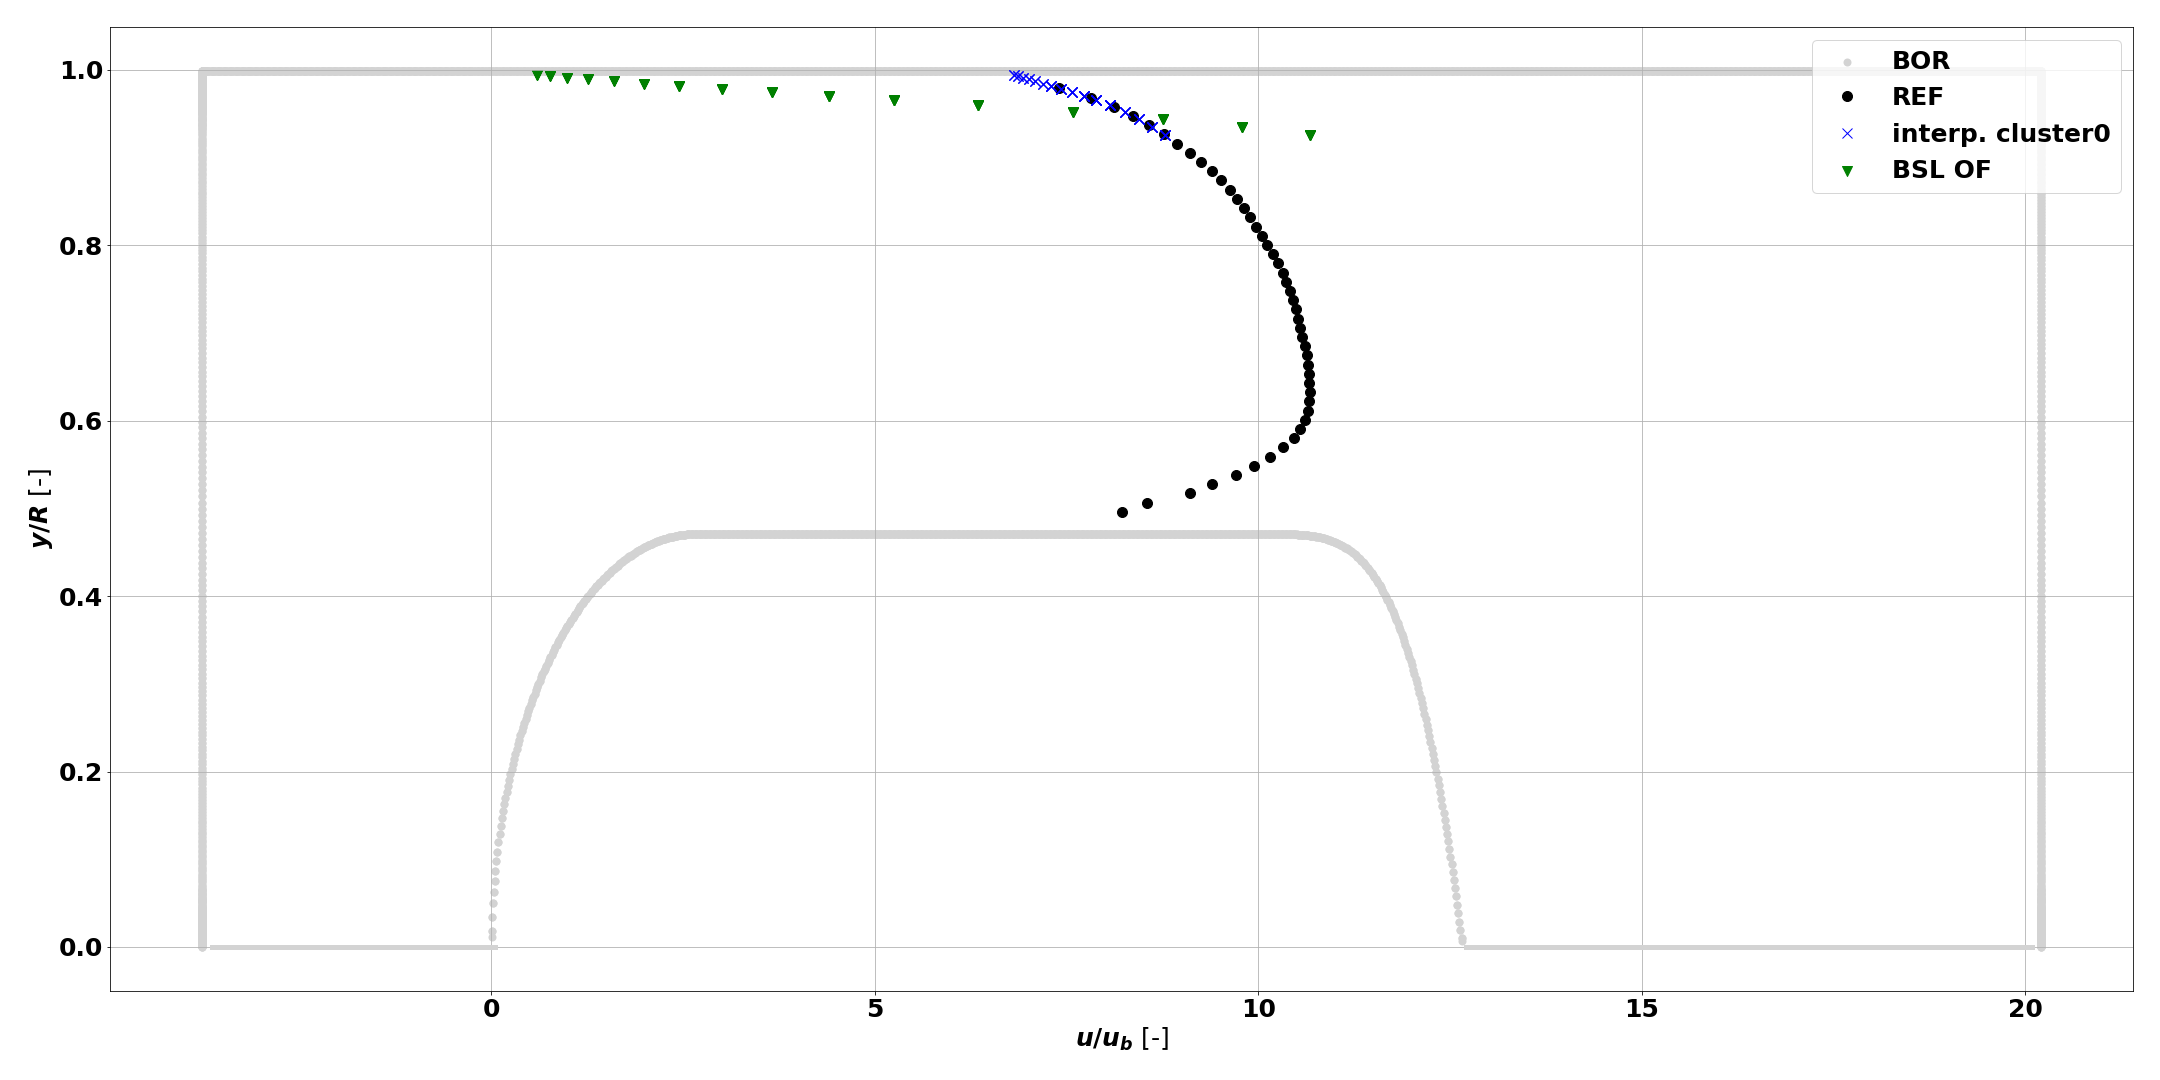 BOR
REF
interp. cluster0
BSL OF
1.0
0.8
0.6
0.4
0.2
0.0
y/R [-]
0 5 10 15 20
u/u_b [-]